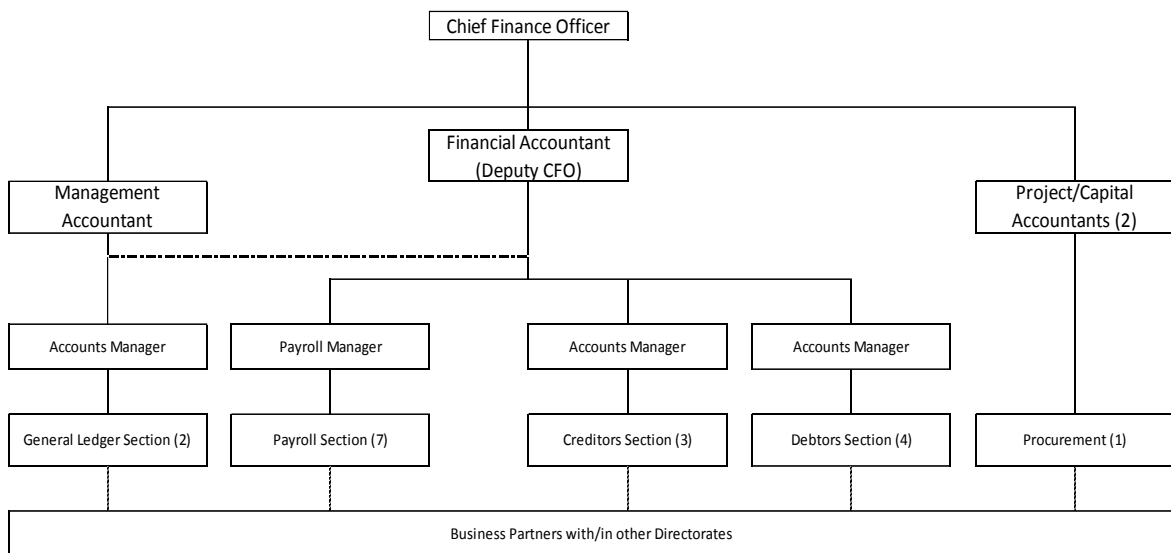 Chief Finance Officer
Financial Accountant
(Deputy CFO)
Management
Accountant
Project/Capital
Accountants (2)
Accounts Manager
Payroll Manager
Accounts Manager
Accounts Manager
General Ledger Section (2)
Payroll Section (7)
Creditors Section (3)
Debtors Section (4)
Procurement (1)
Business Partners with/in other Directorates